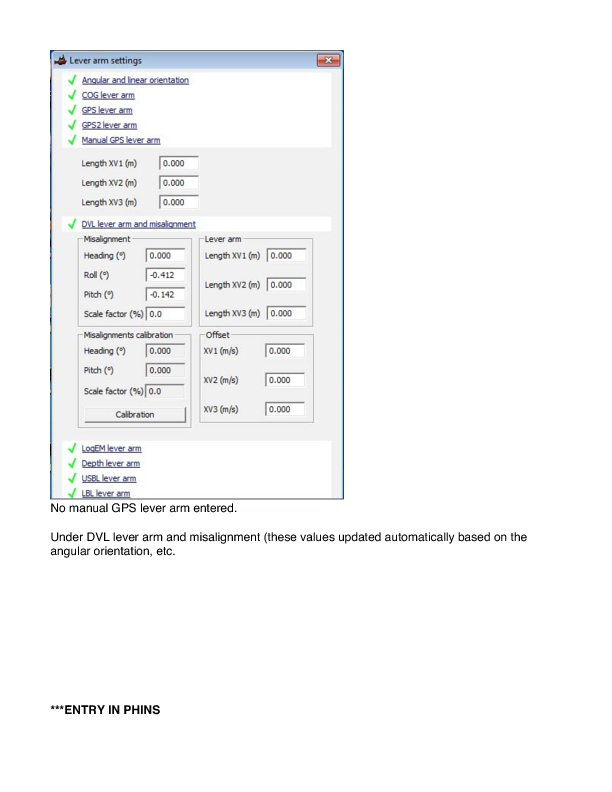 Lever arm settings
Angular and linear orientation
COG lever arm
GPS lever arm
GPS2 lever arm
Manual GPS lever arm
Length XV1 (m) 0.000
Length XV2 (m) 0.000
Length XV3 (m) 0.000
DVL lever arm and misalignment
Misalignment
Heading (°) 0.000
Roll (°) -0.412
Pitch (°) -0.142
Scale factor (%) 0.0
Lever arm
Length XV1 (m) 0.000
Length XV2 (m) 0.000
Length XV3 (m) 0.000
Misalignments calibration
Heading (°) 0.000
Pitch (°) 0.000
Scale factor (%) 0.0
Calibration
Offset
XV1 (m/s) 0.000
XV2 (m/s) 0.000
XV3 (m/s) 0.000
LogEM lever arm
Depth lever arm
USBL lever arm
LBL lever arm
No manual GPS lever arm entered.
Under DVL lever arm and misalignment (these values updated automatically based on the
angular orientation, etc.
***ENTRY IN PHINS